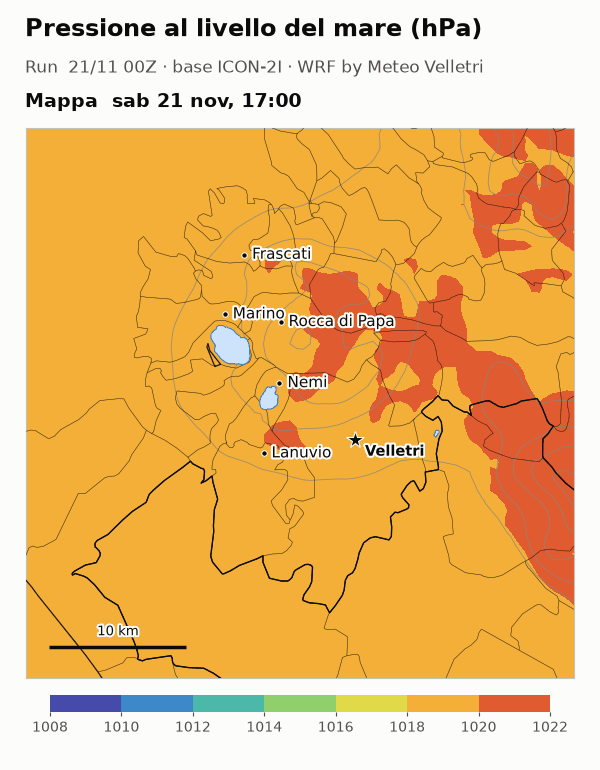 Pressione al livello del mare (hPa)
Run  21/11 00Z · base ICON-2I · WRF by Meteo Velletri
Mappa  sab 21 nov, 17:00
Frascati
Marino
Rocca di Papa
Nemi
Velletri
Lanuvio
10 km
1008 1010 1012 1014 1016 1018 1020 1022